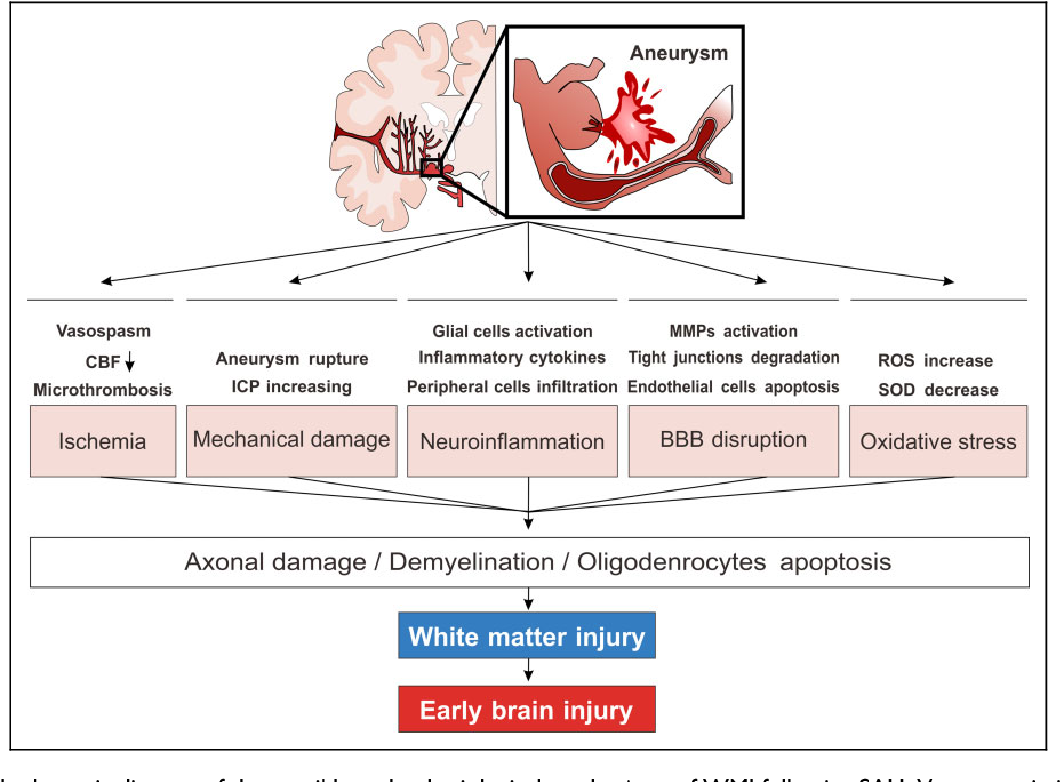 Aneurysm
Vasospasm
CBF ↓
Microthrombosis
Ischemia
Aneurysm rupture
ICP increasing
Mechanical damage
Glial cells activation
Inflammatory cytokines
Peripheral cells infiltration
Neuroinflammation
MMPs activation
Tight junctions degradation
Endothelial cells apoptosis
BBB disruption
ROS increase
SOD decrease
Oxidative stress
Axonal damage / Demyelination / Oligodenrocytes apoptosis
White matter injury
Early brain injury